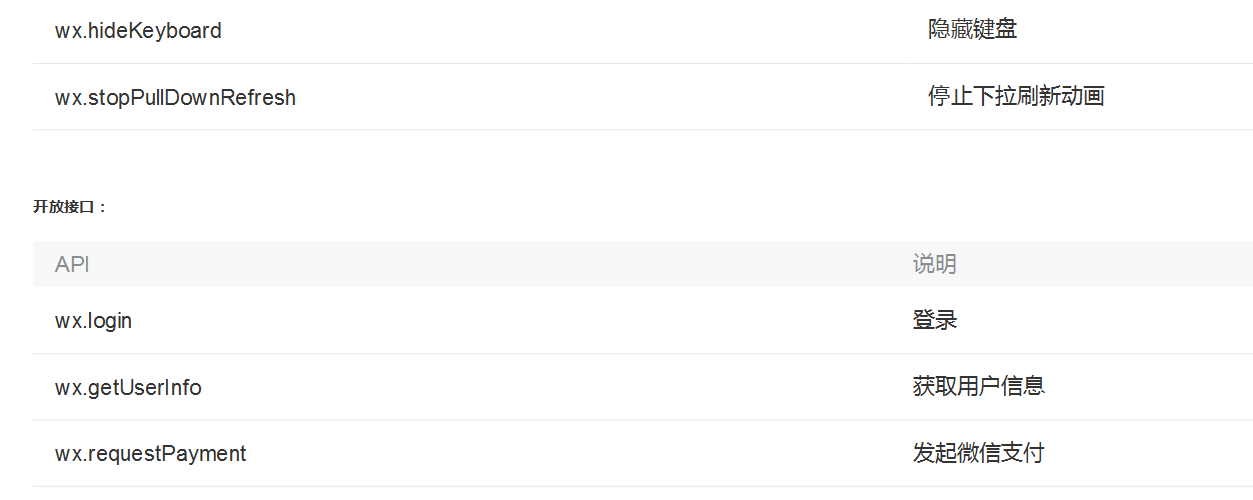 wx.hideKeyboard 隐藏键盘
wx.stopPullDownRefresh 停止下拉刷新动画
开放接口：
API 说明
wx.login 登录
wx.getUserInfo 获取用户信息
wx.requestPayment 发起微信支付